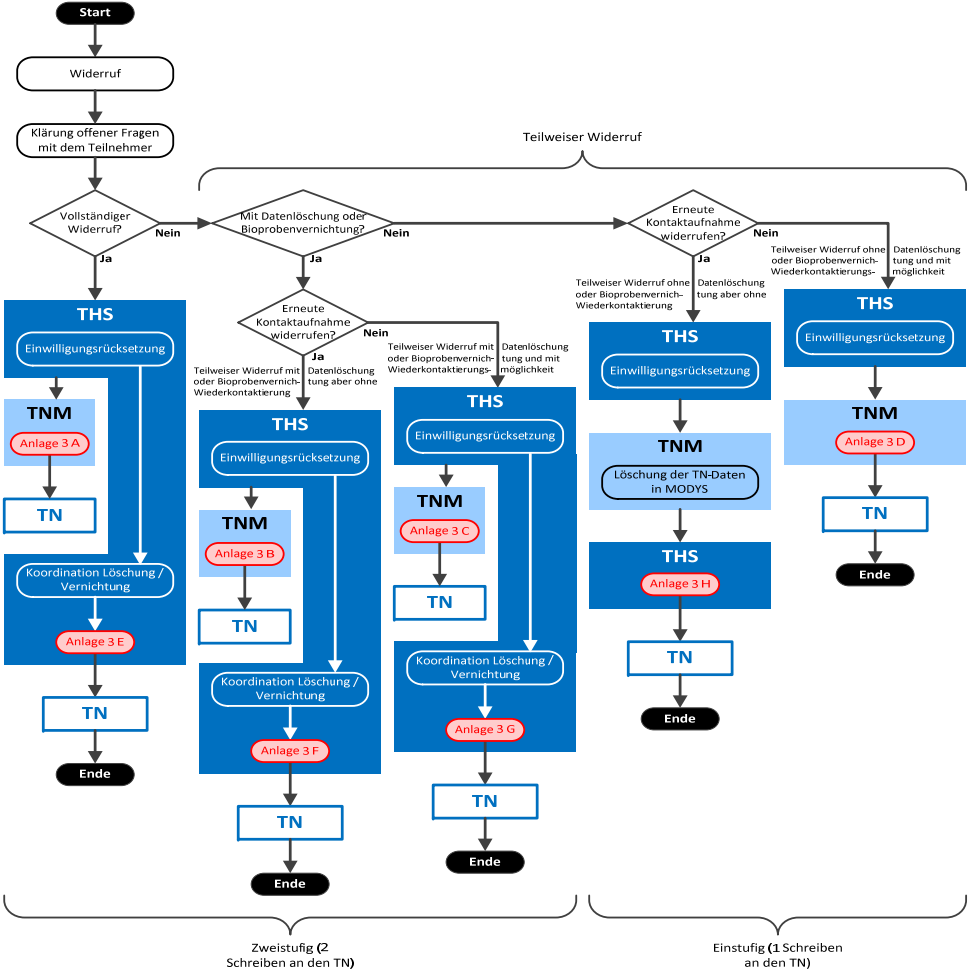 Start
Widerruf
Klärung offener Fragen
mit dem Teilnehmer
Teilweiser Widerruf
Vollständiger
Widerruf?
Nein
Ja
Mit Datenlöschung oder
Bioprobenvernichtung?
Nein
Ja
Erneute
Kontaktaufnahme
widerrufen?
Nein
Ja
Teilweiser Widerruf ohne Datenlöschung
oder Bioprobenvernich- tung und mit
Wiederkontaktierungs- möglichkeit
Teilweiser Widerruf ohne Datenlöschung
oder Bioprobenvernich- tung aber ohne
Wiederkontaktierung
Erneute
Kontaktaufnahme
widerrufen?
Nein
Ja
Teilweiser Widerruf mit Datenlöschung
oder Bioprobenvernich- tung und mit
Wiederkontaktierungs- möglichkeit
Teilweiser Widerruf mit Datenlöschung
oder Bioprobenvernich- tung aber ohne
Wiederkontaktierung
THS
Einwilligungsrücksetzung
TNM
Anlage 3 A
TN
Koordination Löschung /
Vernichtung
Anlage 3 E
TN
Ende
THS
Einwilligungsrücksetzung
TNM
Anlage 3 B
TN
Koordination Löschung /
Vernichtung
Anlage 3 F
TN
Ende
THS
Einwilligungsrücksetzung
TNM
Anlage 3 C
TN
Koordination Löschung /
Vernichtung
Anlage 3 G
TN
Ende
THS
Einwilligungsrücksetzung
TNM
Löschung der TN-Daten
in MODYS
THS
Anlage 3 H
TN
Ende
THS
Einwilligungsrücksetzung
TNM
Anlage 3 D
TN
Ende
Zweistufig (2
Schreiben an den TN)
Einstufig (1 Schreiben
an den TN)